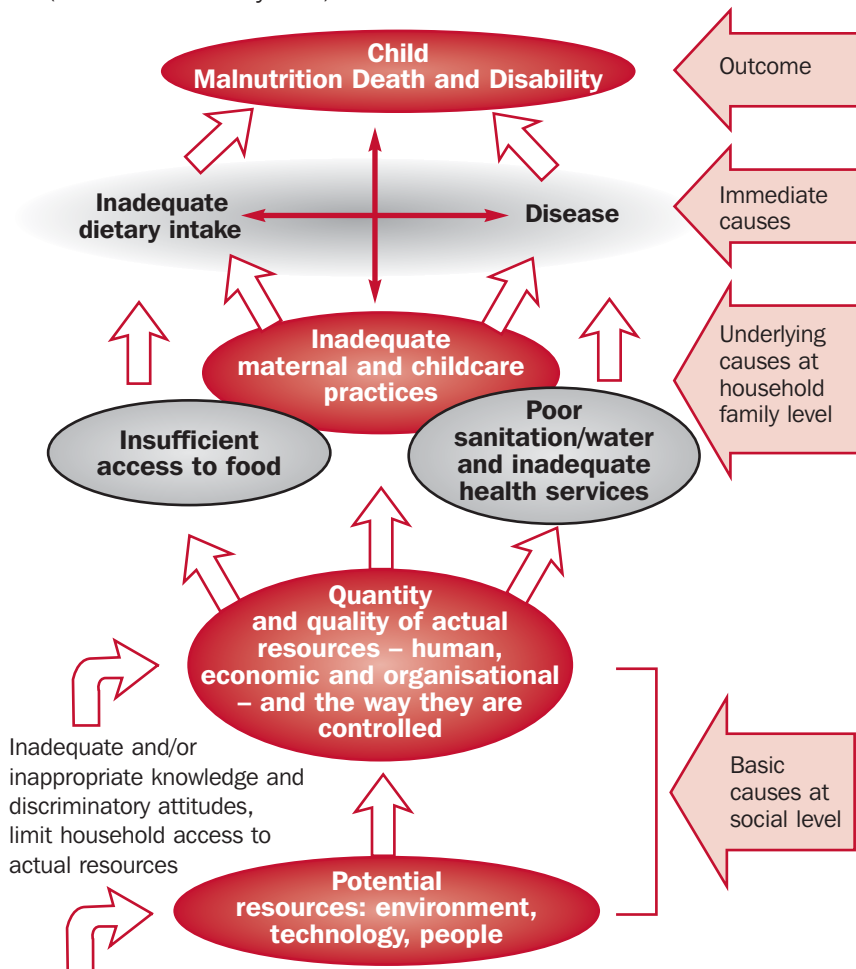 Child
Malnutrition Death and Disability
Outcome
Inadequate
dietary intake
Disease
Immediate
causes
Inadequate
maternal and childcare
practices
Underlying
causes at
household
family level
Insufficient
access to food
Poor
sanitation/water
and inadequate
health services
Quantity
and quality of actual
resources – human,
economic and organisational
– and the way they are
controlled
Inadequate and/or
inappropriate knowledge and
discriminatory attitudes,
limit household access to
actual resources
Basic
causes at
social level
Potential
resources: environment,
technology, people